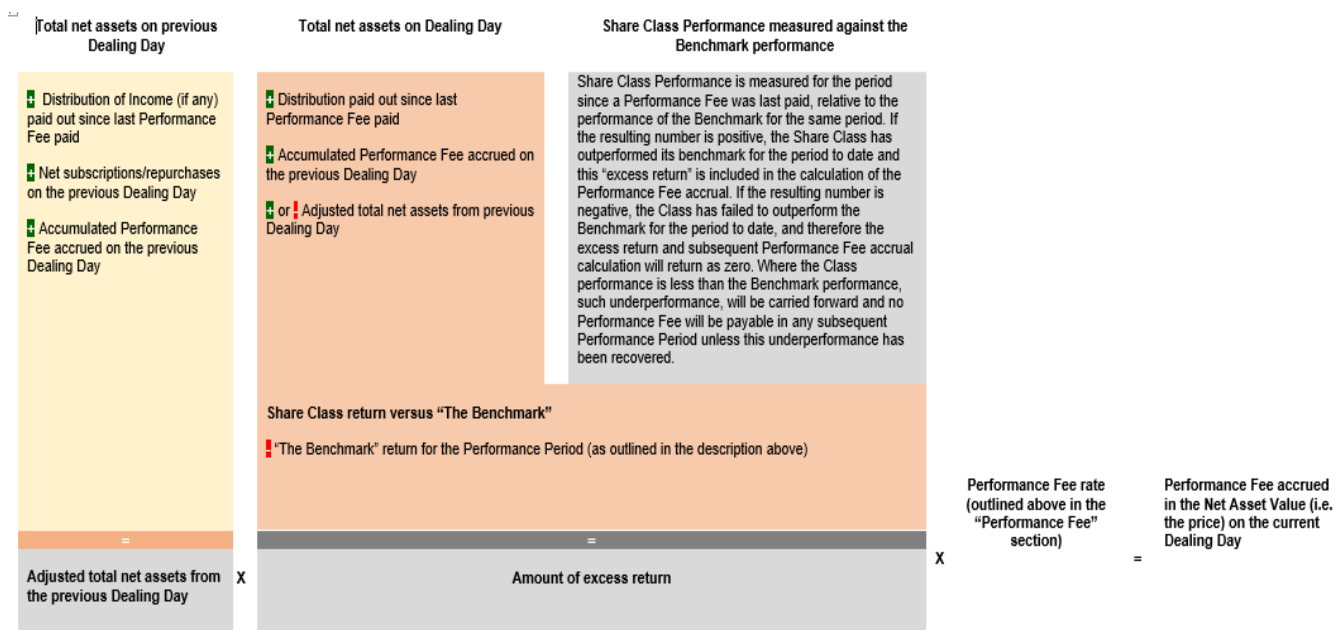 Total net assets on previous
Dealing Day
+ Distribution of Income (if any)
paid out since last Performance
Fee paid
+ Net subscriptions/repurchases
on the previous Dealing Day
+ Accumulated Performance
Fee accrued on the previous
Dealing Day
=
Adjusted total net assets from
the previous Dealing Day
X
Total net assets on Dealing Day
+ Distribution paid out since last
Performance Fee paid
+ Accumulated Performance Fee accrued on
the previous Dealing Day
+ or - Adjusted total net assets from previous
Dealing Day
Share Class Performance measured against the
Benchmark performance
Share Class Performance is measured for the period
since a Performance Fee was last paid, relative to the
performance of the Benchmark for the same period. If
the resulting number is positive, the Share Class has
outperformed its benchmark for the period to date and
this “excess return” is included in the calculation of the
Performance Fee accrual. If the resulting number is
negative, the Class has failed to outperform the
Benchmark for the period to date, and therefore the
excess return and subsequent Performance Fee accrual
calculation will return as zero. Where the Class
performance is less than the Benchmark performance,
such underperformance, will be carried forward and no
Performance Fee will be payable in any subsequent
Performance Period unless this underperformance has
been recovered.
Share Class return versus “The Benchmark”
- “The Benchmark” return for the Performance Period (as outlined in the description above)
=
Amount of excess return
X
Performance Fee rate
(outlined above in the
“Performance Fee”
section)
=
Performance Fee accrued
in the Net Asset Value (i.e.
the price) on the current
Dealing Day